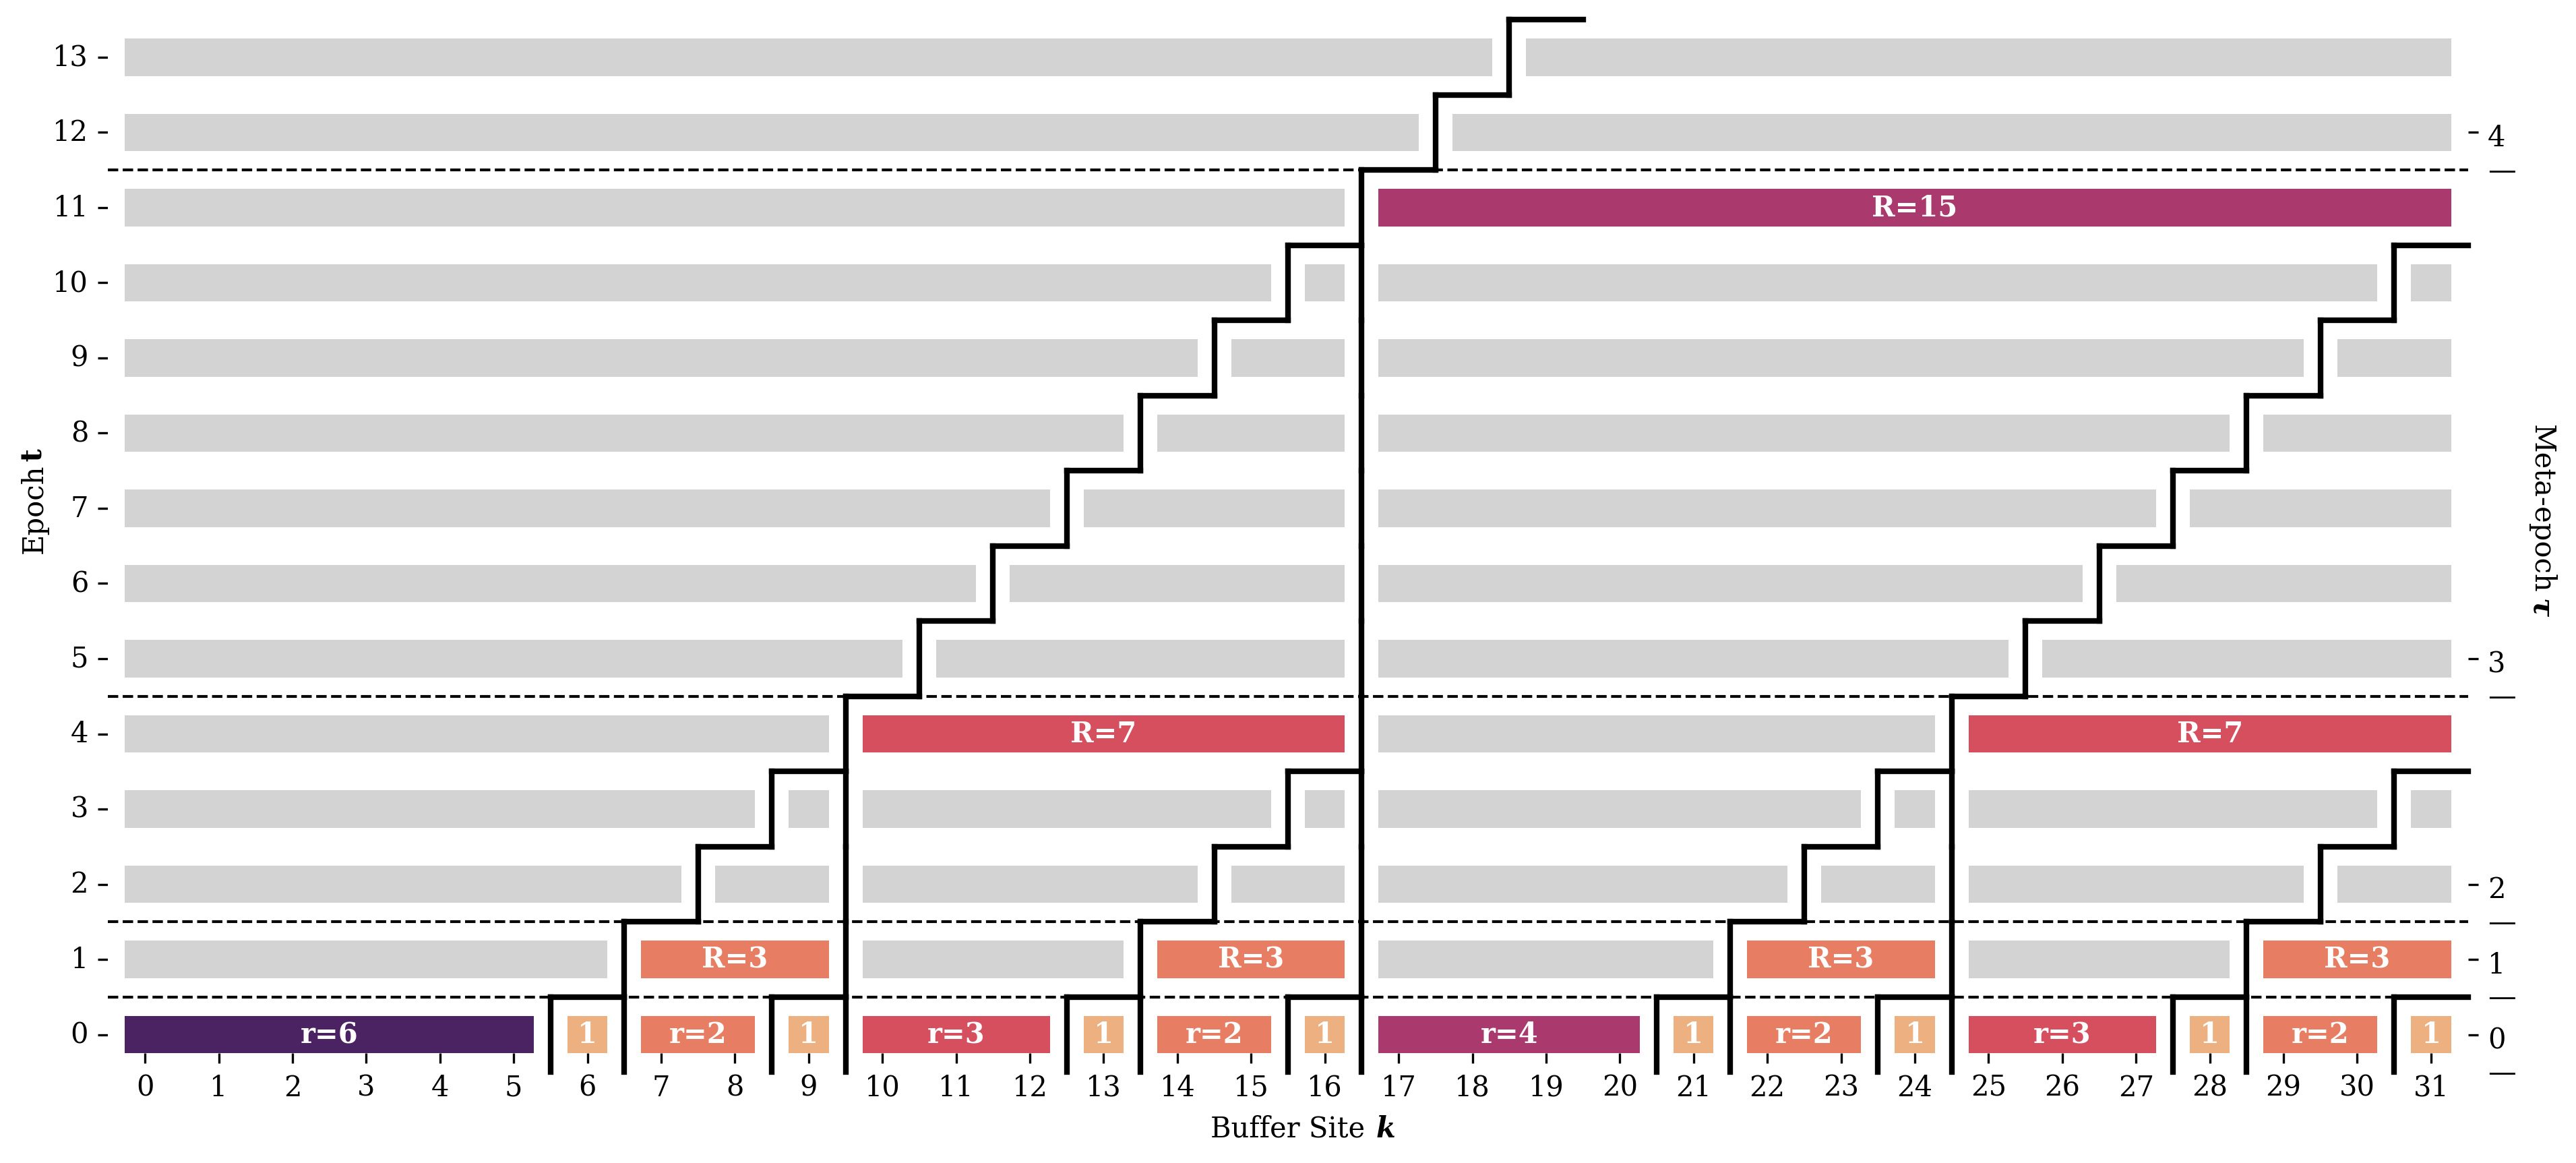 13
12
4
11
R=15
10
9
8
7
6
5
3
4
R=7
R=7
3
2
2
1
R=3
R=3
R=3
R=3
1
0
r=6
1
r=2
1
r=3
1
r=2
1
r=4
1
r=2
1
r=3
1
r=2
1
0
0 1 2 3 4 5 6 7 8 9 10 11 12 13 14 15 16 17 18 19 20 21 22 23 24 25 26 27 28 29 30 31
Buffer Site k
Epoch t
Meta-epoch τ